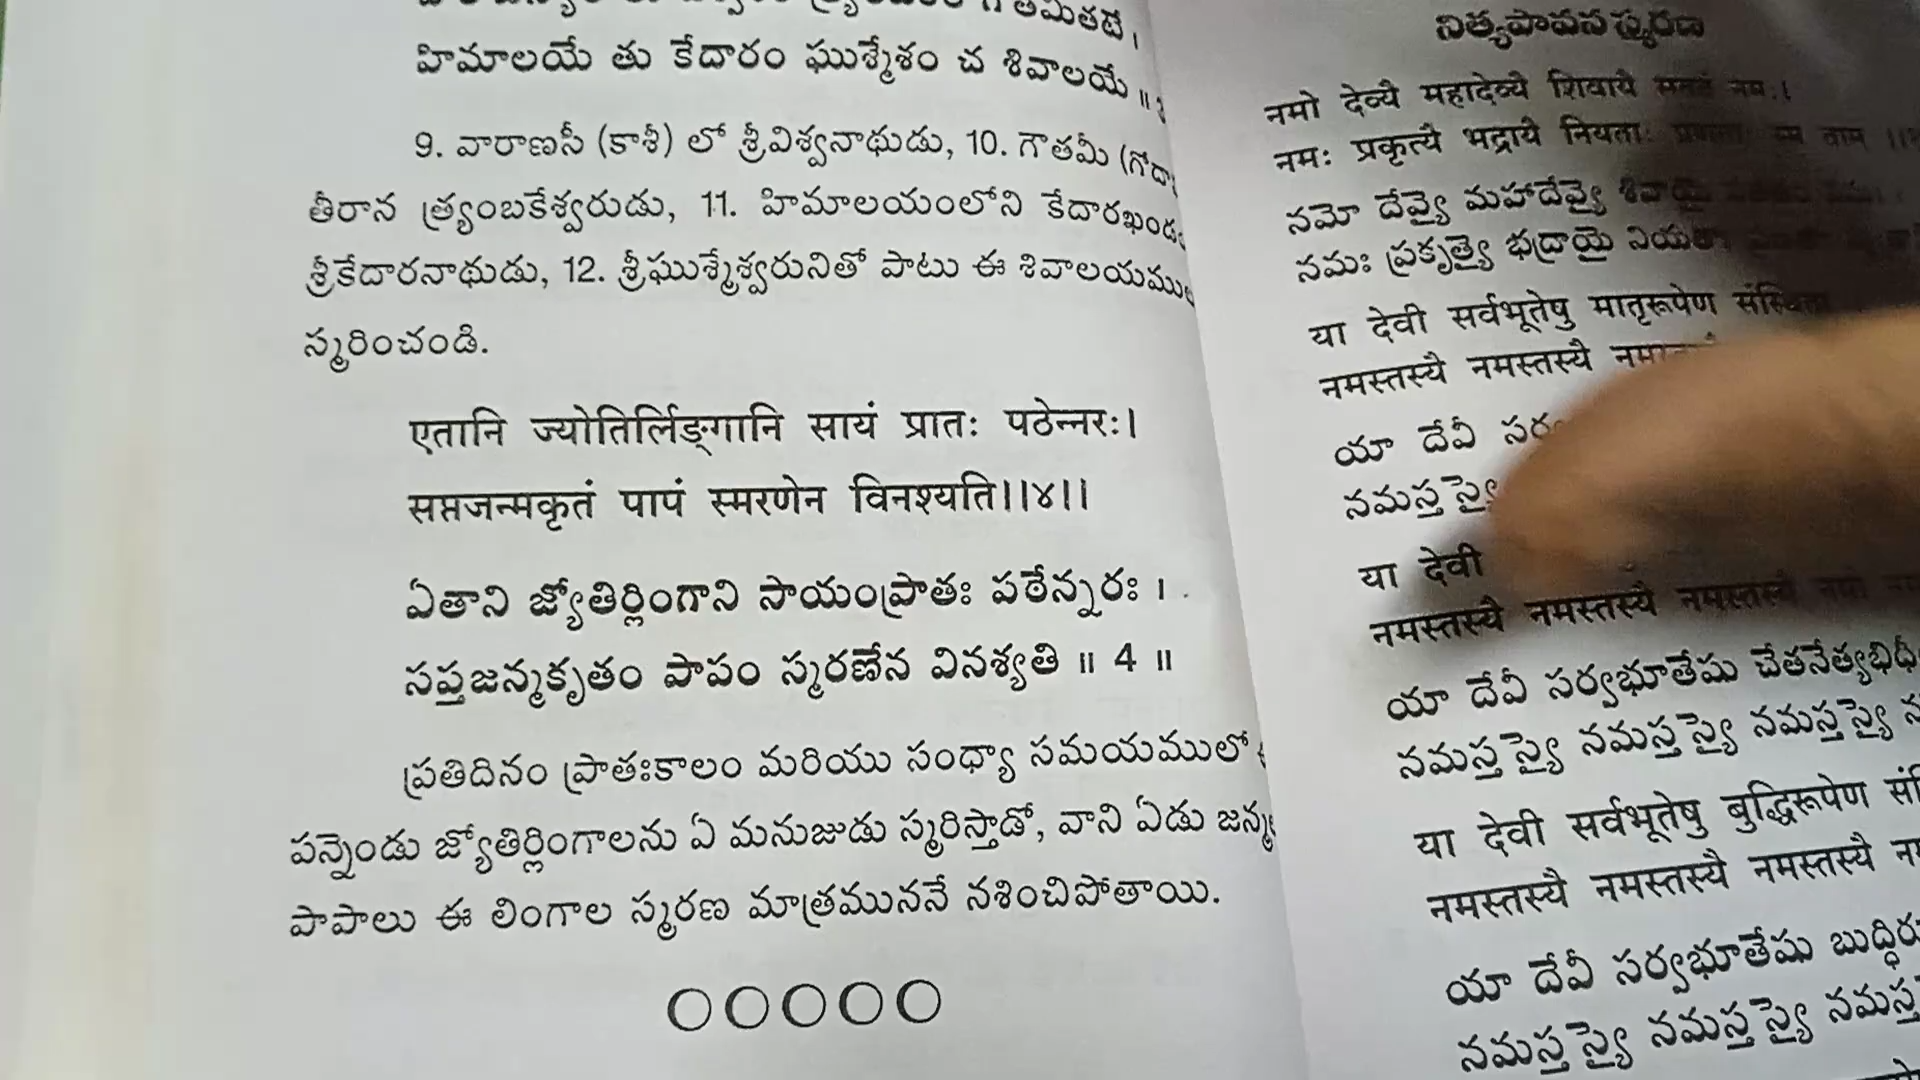 హిమాలయే తు కేదారం ఘుశ్మేశం చ శివాలయే ॥
9. వారాణసీ (కాశీ) లో శ్రీవిశ్వనాథుడు, 10. గౌతమీ (గోదా
తీరాన త్ర్యంబకేశ్వరుడు, 11. హిమాలయంలోని కేదారఖండ
శ్రీకేదారనాథుడు, 12. శ్రీఘుశ్మేశ్వరునితో పాటు ఈ శివాలయము
స్మరించండి.
एतानि ज्योतिर्लिङ्गानि सायं प्रातः पठेन्नरः।
सप्तजन्मकृतं पापं स्मरणेन विनश्यति।।४।।
ఏతాని జ్యోతిర్లింగాని సాయంప్రాతః పఠేన్నరః ।
సప్తజన్మకృతం పాపం స్మరణేన వినశ్యతి ॥ 4 ॥
ప్రతిదినం ప్రాతఃకాలం మరియు సంధ్యా సమయములో
పన్నెండు జ్యోతిర్లింగాలను ఏ మనుజుడు స్మరిస్తాడో, వాని ఏడు జన్మ
పాపాలు ఈ లింగాల స్మరణ మాత్రముననే నశించిపోతాయి.
నిత్యపావన స్మరణ
नमो देव्यै महादेव्यै शिवायै सततं नमः।
नमः प्रकृत्यै भद्रायै नियताः प्रणताः स्म ताम् ।।
నమో దేవ్యై మహాదేవ్యై శివాయై
నమః ప్రకృత్యై భద్రాయై నియతాః
या देवी सर्वभूतेषु मातृरूपेण संस्थिता
नमस्तस्यै नमस्तस्यै
యా దేవీ
నమస్తస్యై
या देवी
नमस्तस्यै नमस्तस्यै नमस्तस्यै नमो
యా దేవీ సర్వభూతేషు చేతనేత్యభిధీ
నమస్తస్యై నమస్తస్యై నమస్తస్యై
या देवी सर्वभूतेषु बुद्धिरूपेण
नमस्तस्यै नमस्तस्यै नमस्तस्यै
యా దేవీ సర్వభూతేషు బుద్ధిరు
నమస్తస్యై నమస్తస్యై